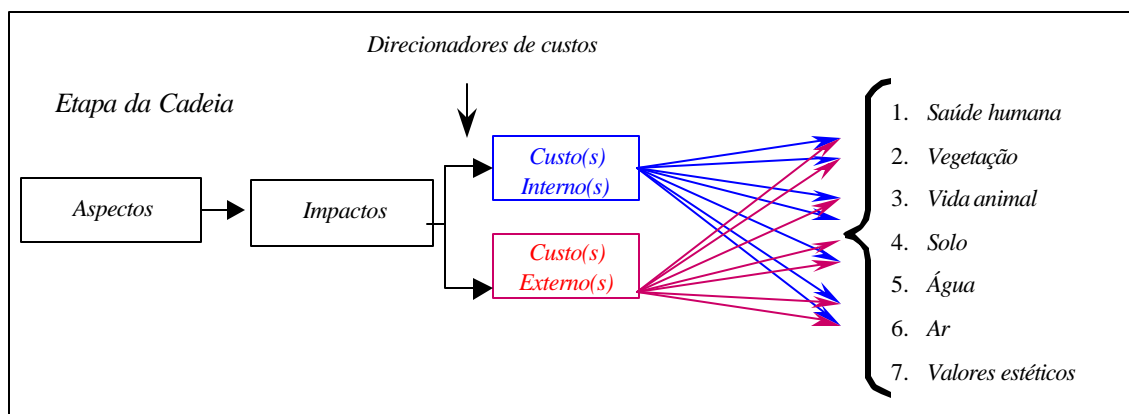 Direcionadores de custos
Etapa da Cadeia
Aspectos
Impactos
Custo(s)
Interno(s)
Custo(s)
Externo(s)
1. Saúde humana
2. Vegetação
3. Vida animal
4. Solo
5. Água
6. Ar
7. Valores estéticos